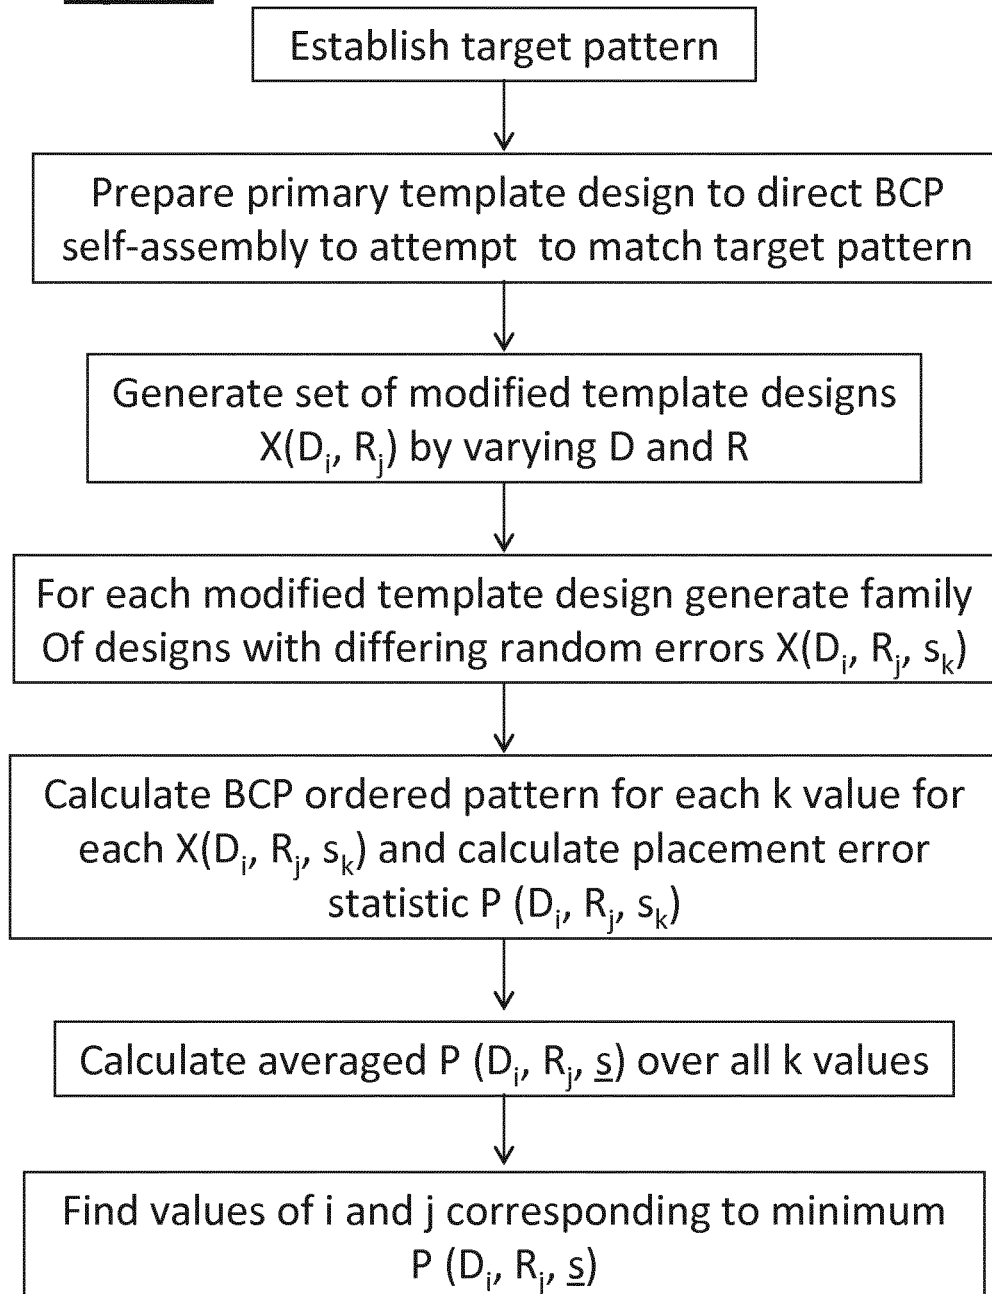 Establish target pattern
Prepare primary template design to direct BCP
self-assembly to attempt to match target pattern
Generate set of modified template designs
X(Di, Rj) by varying D and R
For each modified template design generate family
Of designs with differing random errors X(Di, Rj, sk)
Calculate BCP ordered pattern for each k value for
each X(Di, Rj, sk) and calculate placement error
statistic P (Di, Rj, sk)
Calculate averaged P (Di, Rj, s) over all k values
Find values of i and j corresponding to minimum
P (Di, Rj, s)